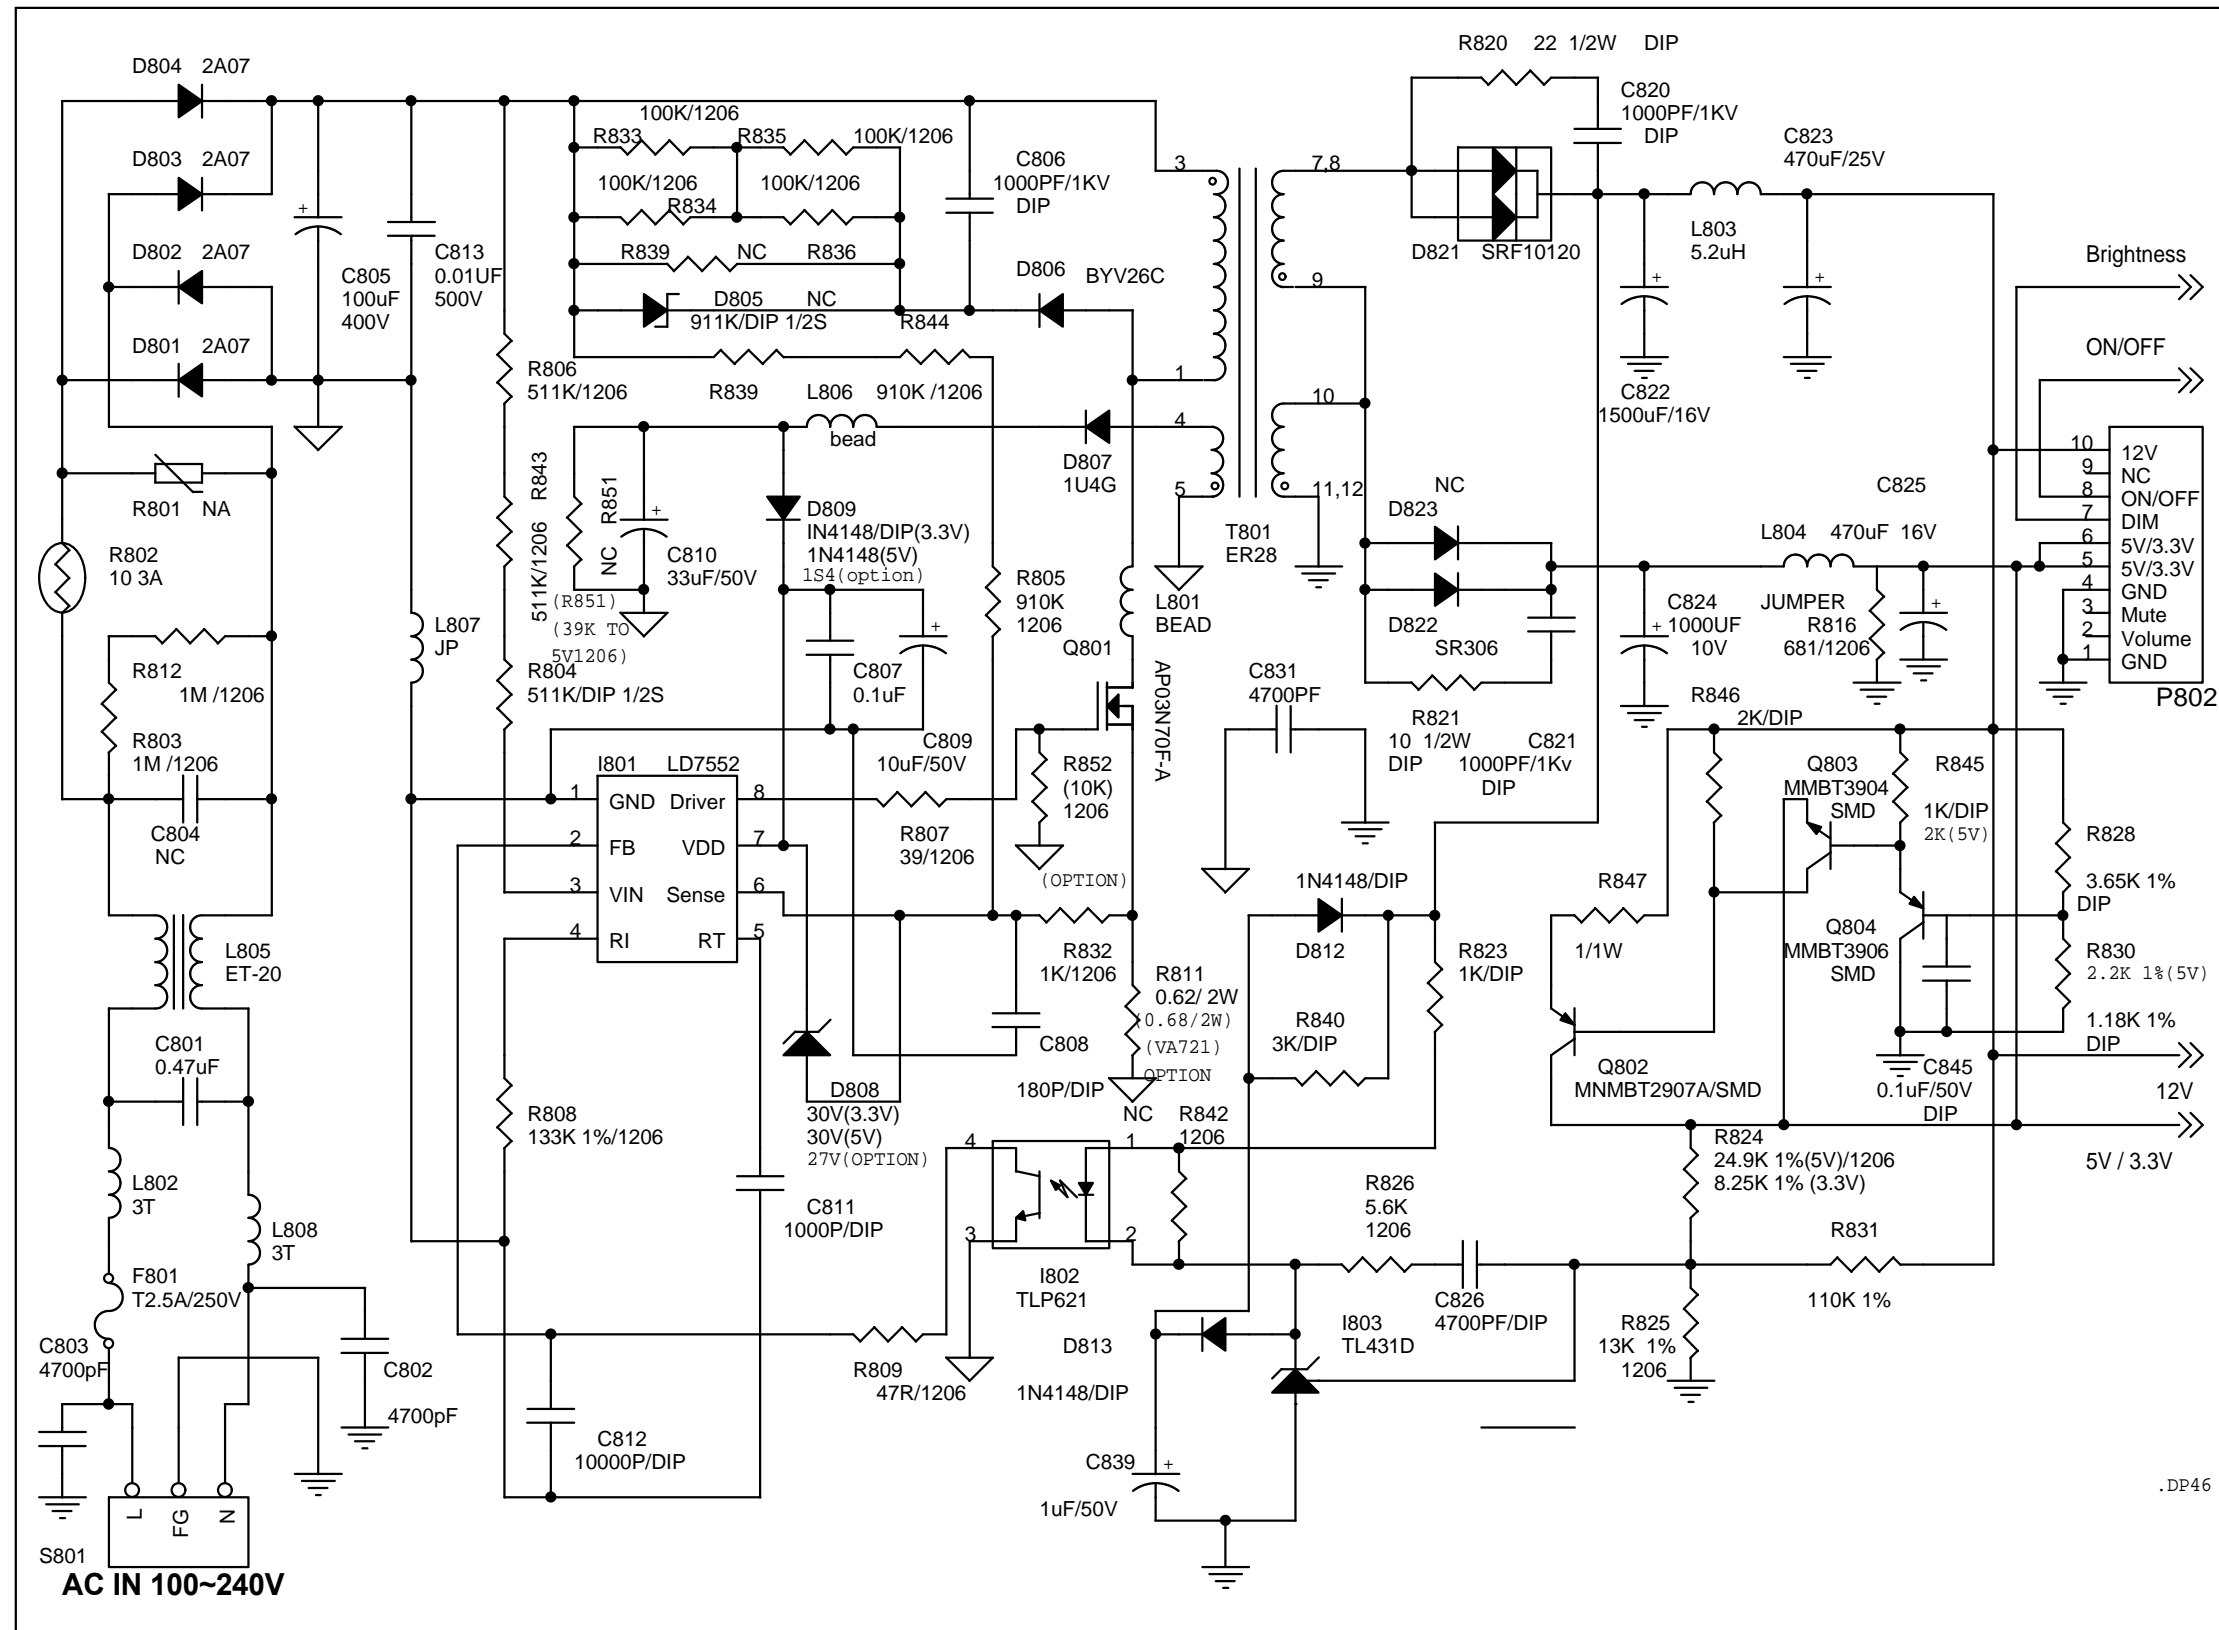 R820 22 1/2W DIP
D804 2A07
C820
1000PF/1KV
DIP
100K/1206
R833 R835 100K/1206
C823
470uF/25V
D803 2A07
C806
1000PF/1KV
DIP
3
7,8
100K/1206 100K/1206
R834
L803
5.2uH
D821 SRF10120
D802 2A07
C805
100uF
400V
C813
0.01UF
500V
R839 NC R836
D806 BYV26C
9
Brightness
D805 NC
911K/DIP 1/2S
R844
D801 2A07
ON/OFF
R806
511K/1206
R839
L806
bead
910K /1206
1
10
C822
1500uF/16V
4
D807
1U4G
5
11,12
T801
ER28
R843
511K/1206
R851
NC
C810
33uF/50V
D809
IN4148/DIP(3.3V)
1N4148(5V)
1S4(option)
NC
D823
C825
470uF 16V
L804
JUMPER
10 12V
9 NC
8 ON/OFF
7 DIM
6 5V/3.3V
5 5V/3.3V
4 GND
3 Mute
2 Volume
1 GND
P802
R801 NA
R802
10 3A
(R851)
(39K TO
5V1206)
R805
910K
1206
L801
BEAD
D822
SR306
C824
1000UF
10V
R816
681/1206
L807
JP
R804
511K/DIP 1/2S
C807
0.1uF
Q801
AP03N70F-A
C831
4700PF
R812
1M /1206
R803
1M /1206
R821
10 1/2W
DIP
C821
1000PF/1Kv
DIP
R846
2K/DIP
C809
10uF/50V
R852
(10K)
1206
(OPTION)
I801 LD7552
1 GND Driver 8
2 FB VDD 7
3 VIN Sense 6
4 RI RT 5
R807
39/1206
Q803
MMBT3904
SMD
R845
1K/DIP
2K(5V)
R828
3.65K 1%
DIP
C804
NC
1N4148/DIP
D812
R847
1/1W
Q804
MMBT3906
SMD
R830
2.2K 1%(5V)
1.18K 1%
DIP
L805
ET-20
R832
1K/1206
R811
0.62/ 2W
(0.68/2W)
(VA721)
OPTION
R823
1K/DIP
C801
0.47uF
C808
180P/DIP
R840
3K/DIP
Q802
MNMBT2907A/SMD
C845
0.1uF/50V
DIP
12V
R808
133K 1%/1206
D808
30V(3.3V)
30V(5V)
27V(OPTION)
NC R842
1206
4
1
3
2
R824
24.9K 1%(5V)/1206
8.25K 1% (3.3V)
5V / 3.3V
L802
3T
L808
3T
C811
1000P/DIP
R826
5.6K
1206
R831
110K 1%
F801
T2.5A/250V
I802
TLP621
C826
4700PF/DIP
I803
TL431D
R825
13K 1%
1206
C803
4700pF
C802
4700pF
R809
47R/1206
D813
1N4148/DIP
C812
10000P/DIP
C839
1uF/50V
.DP46
L FG N
S801
AC IN 100~240V
+
+
+
+
+
+
+
+